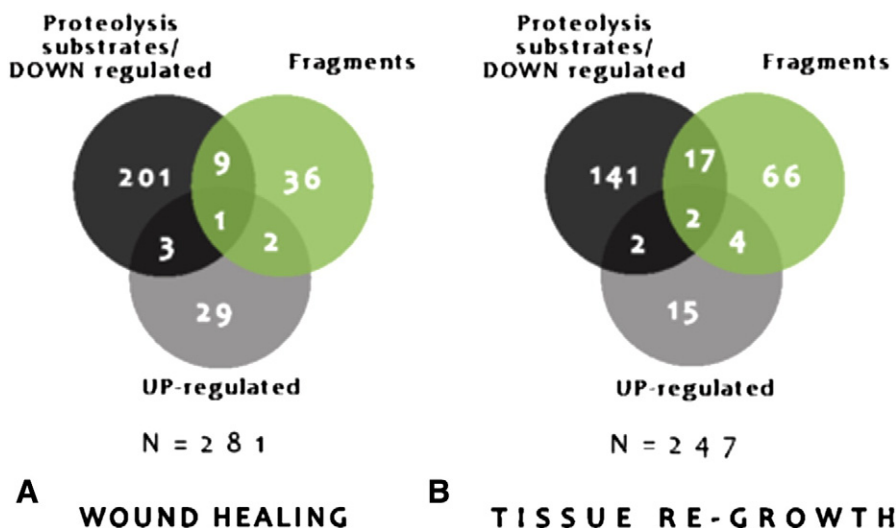 Proteolysis
substrates/
DOWN regulated
Fragments
201
9
36
1
3
2
29
UP-regulated
N = 281
A
WOUND HEALING
Proteolysis
substrates/
DOWN regulated
Fragments
141
17
66
2
2
4
15
UP-regulated
N = 247
B
TISSUE RE-GROWTH